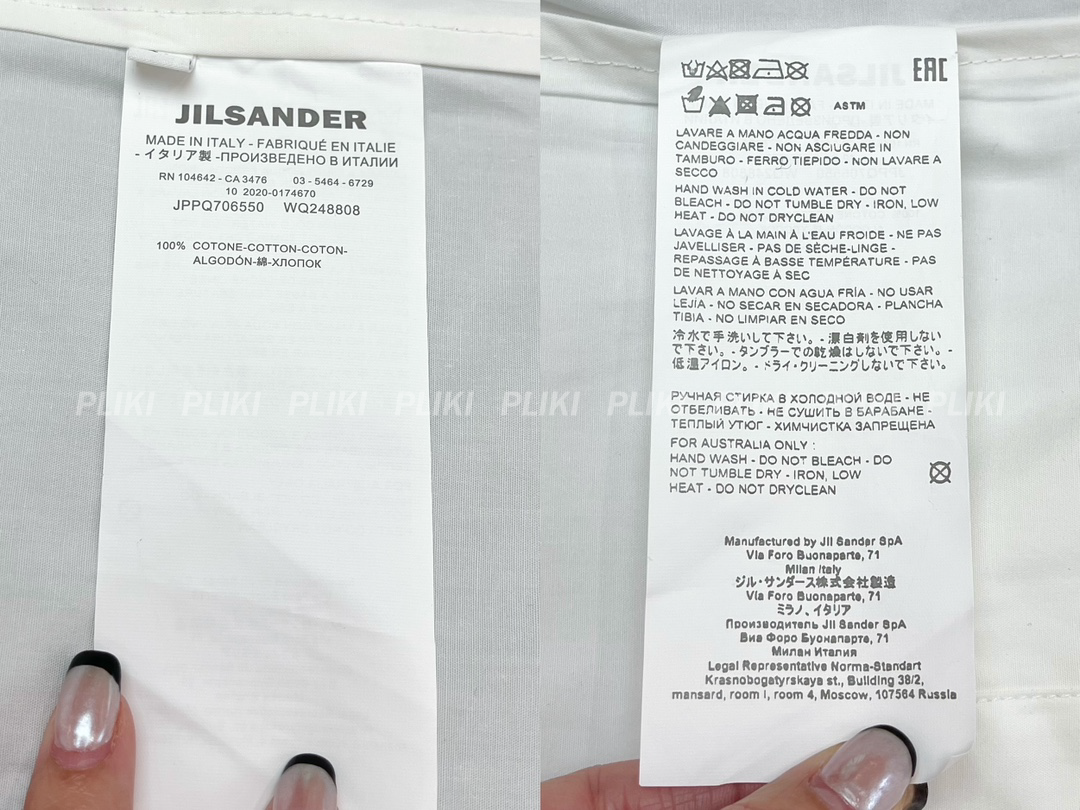 JILSANDER
MADE IN ITALY - FABRIQUÉ EN ITALIE
- イタリア製 -ПРОИЗВЕДЕНО В ИТАЛИИ
RN 104642 - CA 3476 03 - 5464 - 6729
10 2020-0174670
JPPQ706550 WQ248808
100% COTONE-COTTON-COTON-
ALGODÓN-綿-ХЛОПОК
EAC
ASTM
LAVARE A MANO ACQUA FREDDA - NON
CANDEGGIARE - NON ASCIUGARE IN
TAMBURO - FERRO TIEPIDO - NON LAVARE A
SECCO
HAND WASH IN COLD WATER - DO NOT
BLEACH - DO NOT TUMBLE DRY - IRON, LOW
HEAT - DO NOT DRYCLEAN
LAVAGE À LA MAIN À L'EAU FROIDE - NE PAS
JAVELLISER - PAS DE SÈCHE-LINGE -
REPASSAGE À BASSE TEMPÉRATURE - PAS
DE NETTOYAGE À SEC
LAVAR A MANO CON AGUA FRÍA - NO USAR
LEJÍA - NO SECAR EN SECADORA - PLANCHA
TIBIA - NO LIMPIAR EN SECO
冷水で手洗いして下さい。- 漂白剤を使用しない
で下さい。- タンブラーでの乾燥はしないで下さい。-
低温アイロン。- ドライ・クリーニングしないで下さい。
PLIKI PLIKI PLIKI PLIKI PLIKI PLIKI PLIKI PLIKI PLIKI
РУЧНАЯ СТИРКА В ХОЛОДНОЙ ВОДЕ - НЕ
ОТБЕЛИВАТЬ - НЕ СУШИТЬ В БАРАБАНЕ -
ТЕПЛЫЙ УТЮГ - ХИМЧИСТКА ЗАПРЕЩЕНА
FOR AUSTRALIA ONLY :
HAND WASH - DO NOT BLEACH - DO
NOT TUMBLE DRY - IRON, LOW
HEAT - DO NOT DRYCLEAN
Manufactured by Jil Sander SpA
Via Foro Buonaparte, 71
Milan Italy
ジル・サンダース株式会社製造
Via Foro Buonaparte, 71
ミラノ、イタリア
Производитель Jil Sander SpA
Виа Форо Буонапарте, 71
Милан Италия
Legal Representative Norma-Standart
Krasnobogatyrskaya st., Building 38/2,
mansard, room I, room 4, Moscow, 107564 Russia